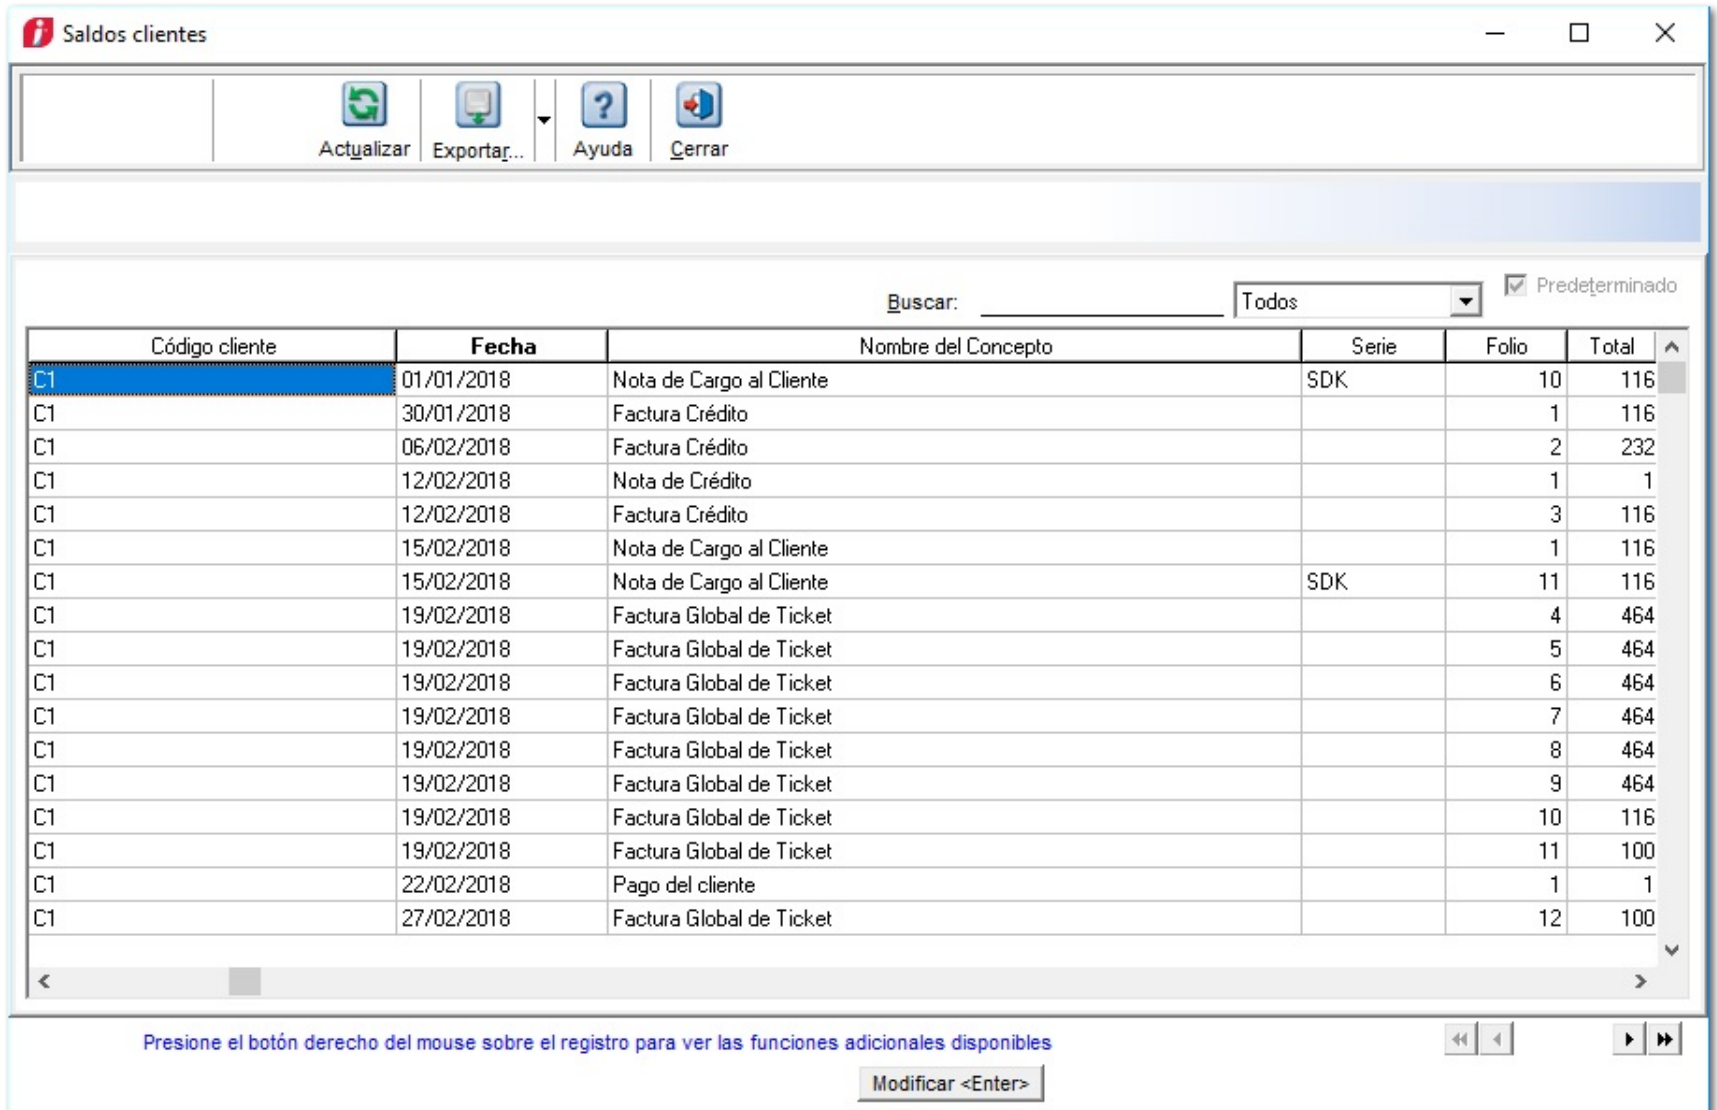 Saldos clientes
Actualizar Exportar... Ayuda Cerrar
Predeterminado
Buscar: Todos
Código cliente Fecha Nombre del Concepto Serie Folio Total
C1 01/01/2018 Nota de Cargo al Cliente SDK 10 116
C1 30/01/2018 Factura Crédito 1 116
C1 06/02/2018 Factura Crédito 2 232
C1 12/02/2018 Nota de Crédito 1 1
C1 12/02/2018 Factura Crédito 3 116
C1 15/02/2018 Nota de Cargo al Cliente 1 116
C1 15/02/2018 Nota de Cargo al Cliente SDK 11 116
C1 19/02/2018 Factura Global de Ticket 4 464
C1 19/02/2018 Factura Global de Ticket 5 464
C1 19/02/2018 Factura Global de Ticket 6 464
C1 19/02/2018 Factura Global de Ticket 7 464
C1 19/02/2018 Factura Global de Ticket 8 464
C1 19/02/2018 Factura Global de Ticket 9 464
C1 19/02/2018 Factura Global de Ticket 10 116
C1 19/02/2018 Factura Global de Ticket 11 100
C1 22/02/2018 Pago del cliente 1 1
C1 27/02/2018 Factura Global de Ticket 12 100
Presione el botón derecho del mouse sobre el registro para ver las funciones adicionales disponibles
Modificar <Enter>